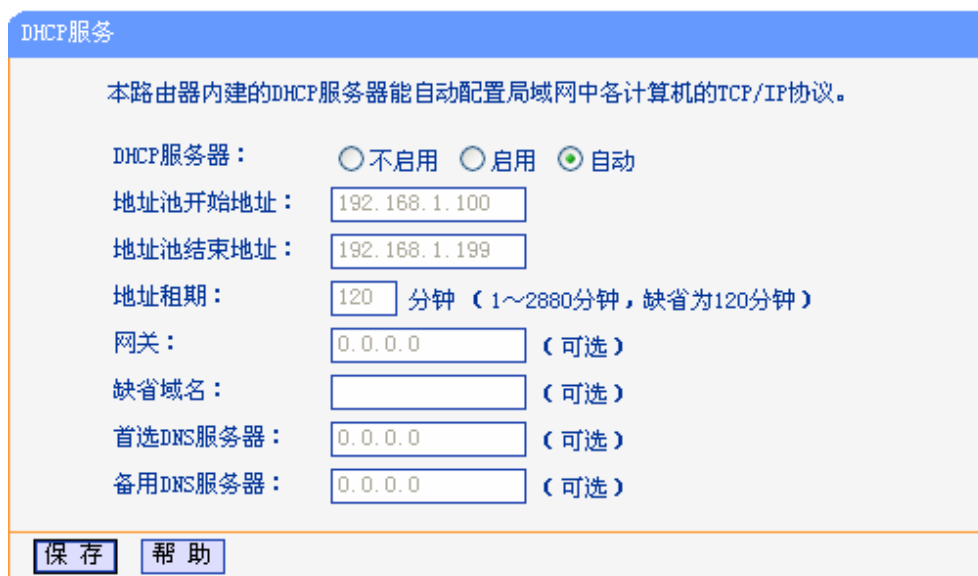 DHCP服务
本路由器内建的DHCP服务器能自动配置局域网中各计算机的TCP/IP协议。
DHCP服务器： 不启用 启用 自动
地址池开始地址： 192.168.1.100
地址池结束地址： 192.168.1.199
地址租期： 120 分钟 （1～2880分钟，缺省为120分钟）
网关： 0.0.0.0 （可选）
缺省域名： （可选）
首选DNS服务器： 0.0.0.0 （可选）
备用DNS服务器： 0.0.0.0 （可选）
保 存 帮 助